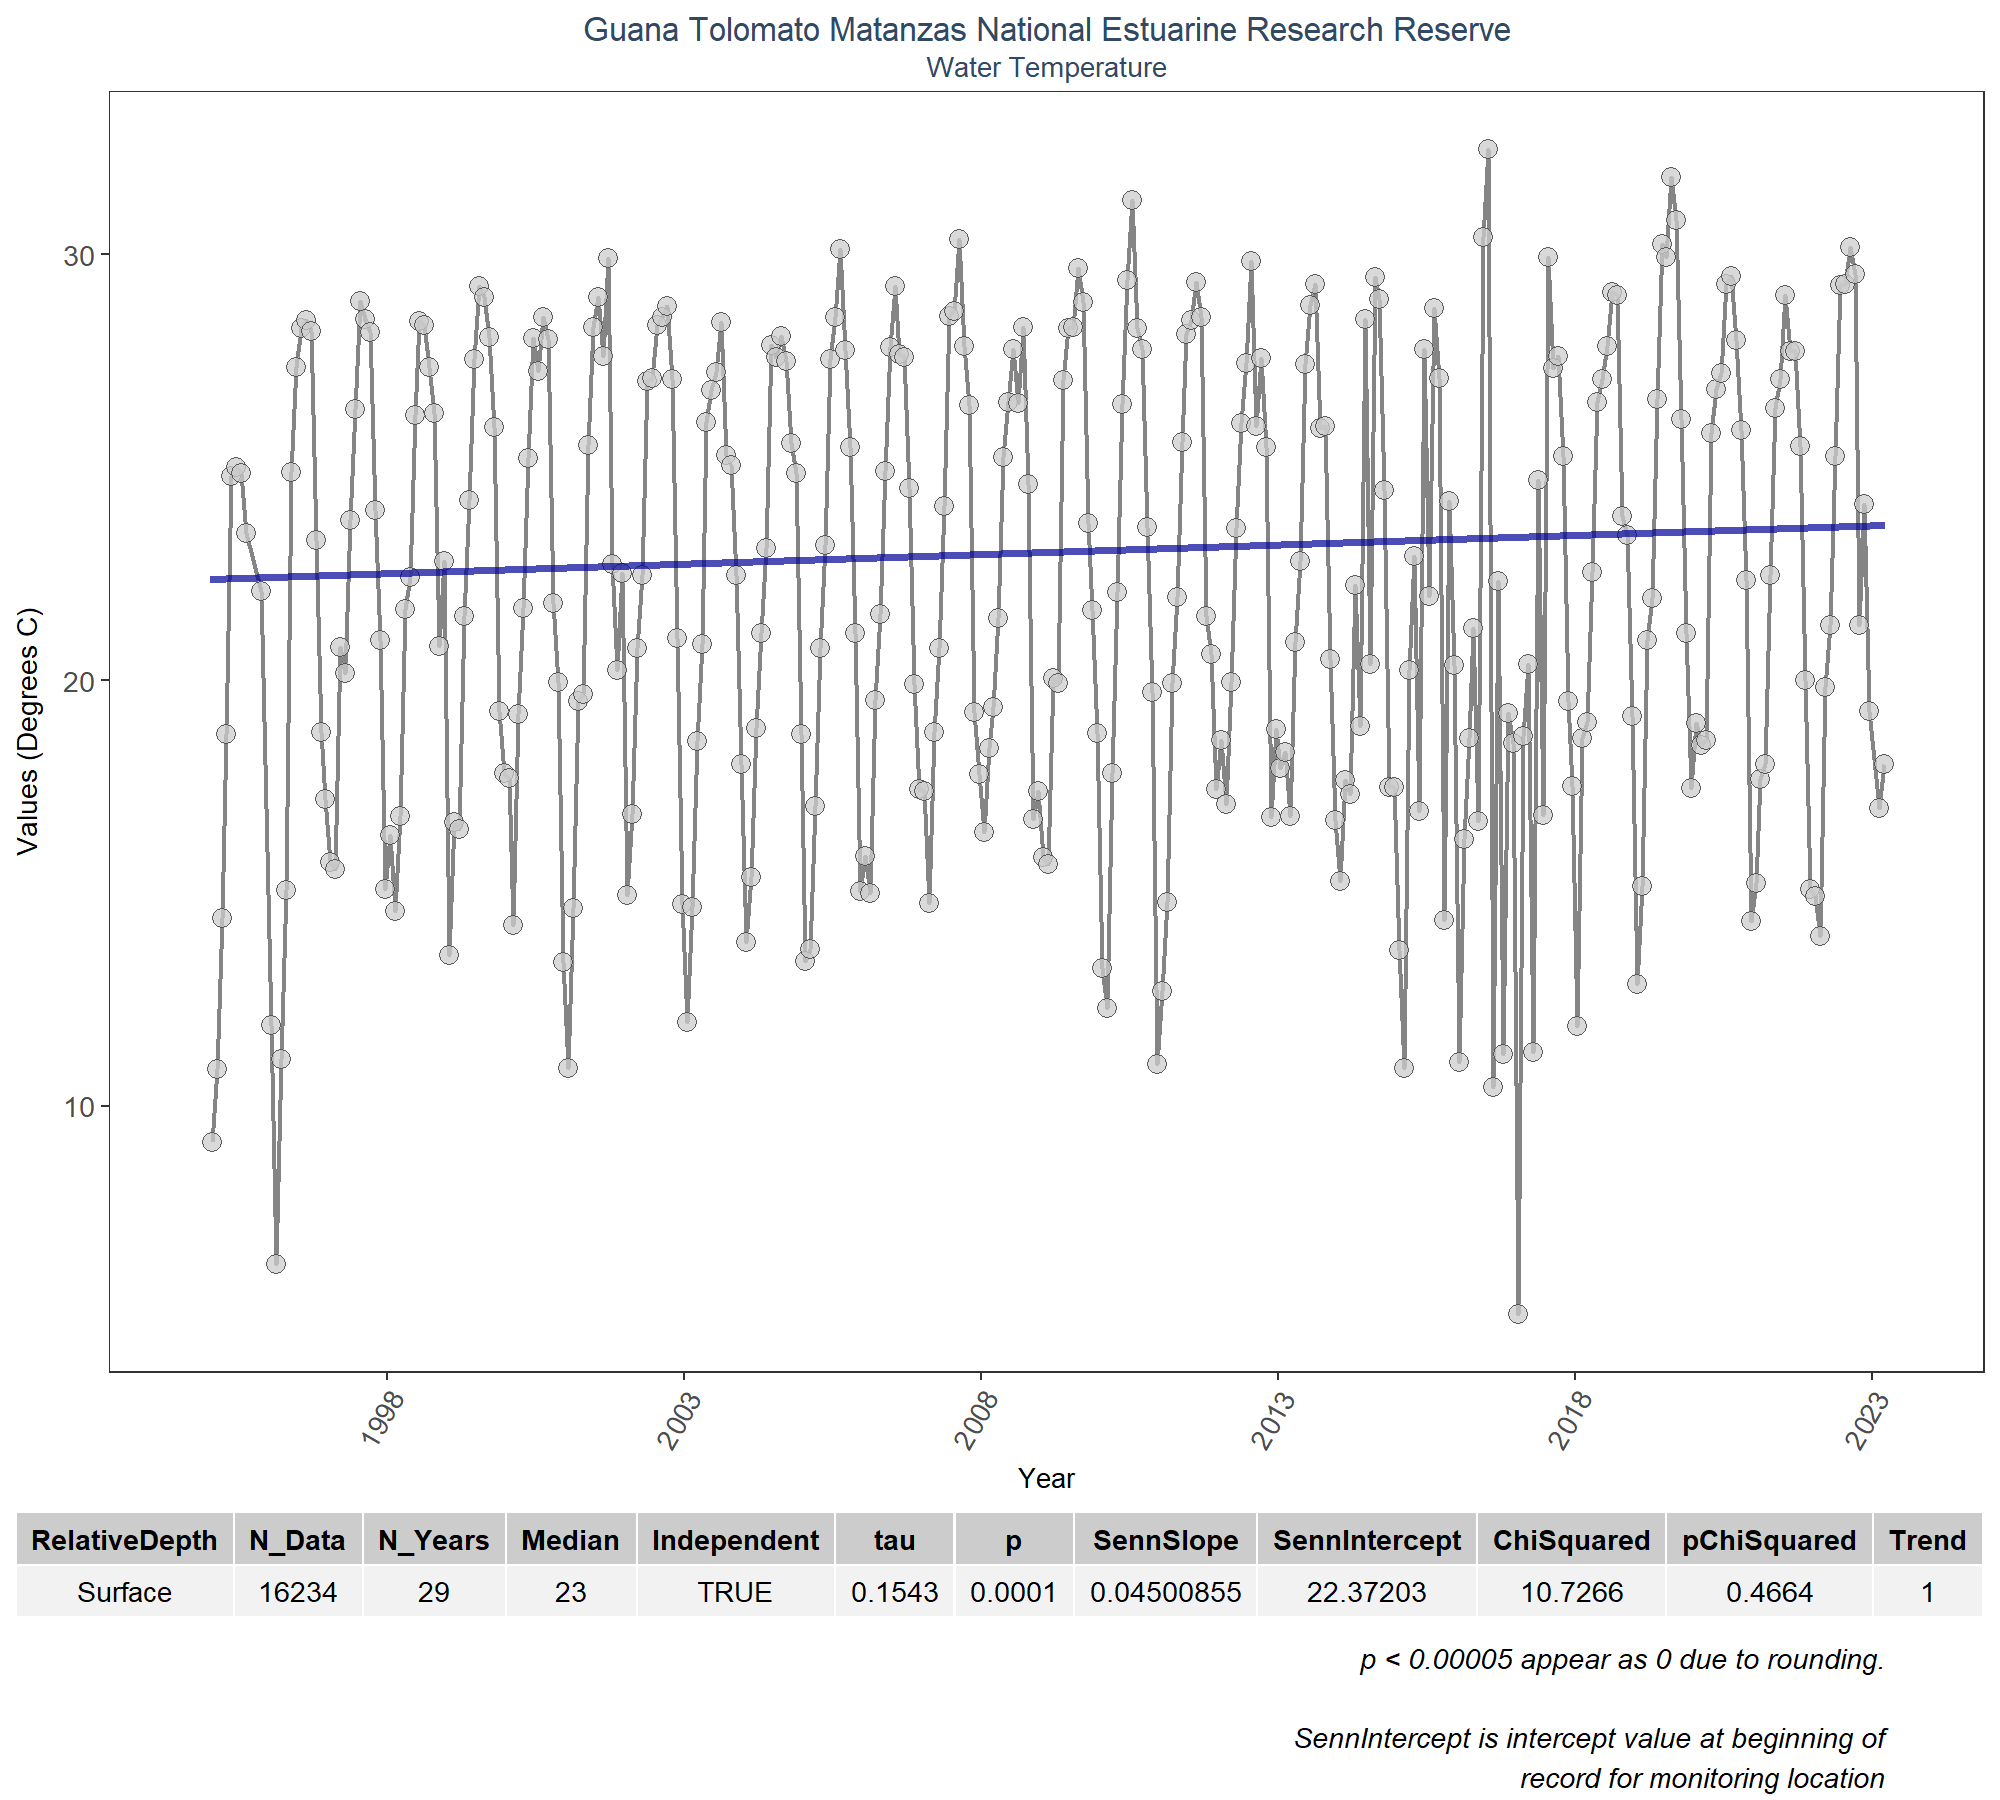 Guana Tolomato Matanzas National Estuarine Research Reserve
Water Temperature
30
20
10
Values (Degrees C)
1998
2003
2008
2013
2018
2023
Year
RelativeDepth N_Data N_Years Median Independent tau p SennSlope SennIntercept ChiSquared pChiSquared Trend
Surface 16234 29 23 TRUE 0.1543 0.0001 0.04500855 22.37203 10.7266 0.4664 1
p < 0.00005 appear as 0 due to rounding.
SennIntercept is intercept value at beginning of
record for monitoring location